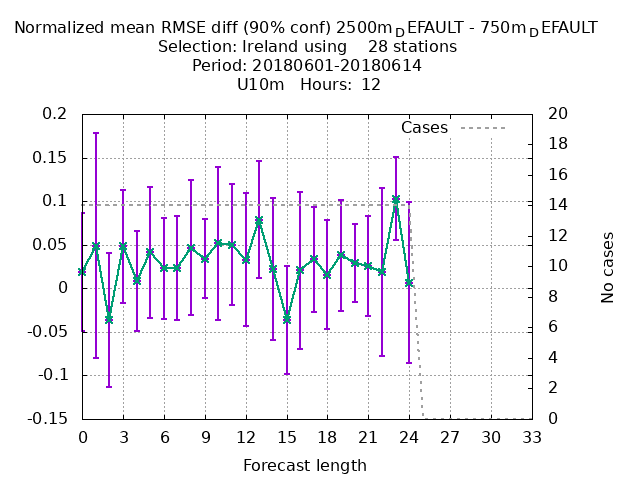 Normalized mean RMSE diff (90% conf) 2500mDEFAULT - 750mDEFAULT
Selection: Ireland using 28 stations
Period: 20180601-20180614
U10m Hours: 12
Cases
0.2
0.15
0.1
0.05
0
-0.05
-0.1
-0.15
20
18
16
14
12
10
8
6
4
2
0
No cases
0 3 6 9 12 15 18 21 24 27 30 33
Forecast length